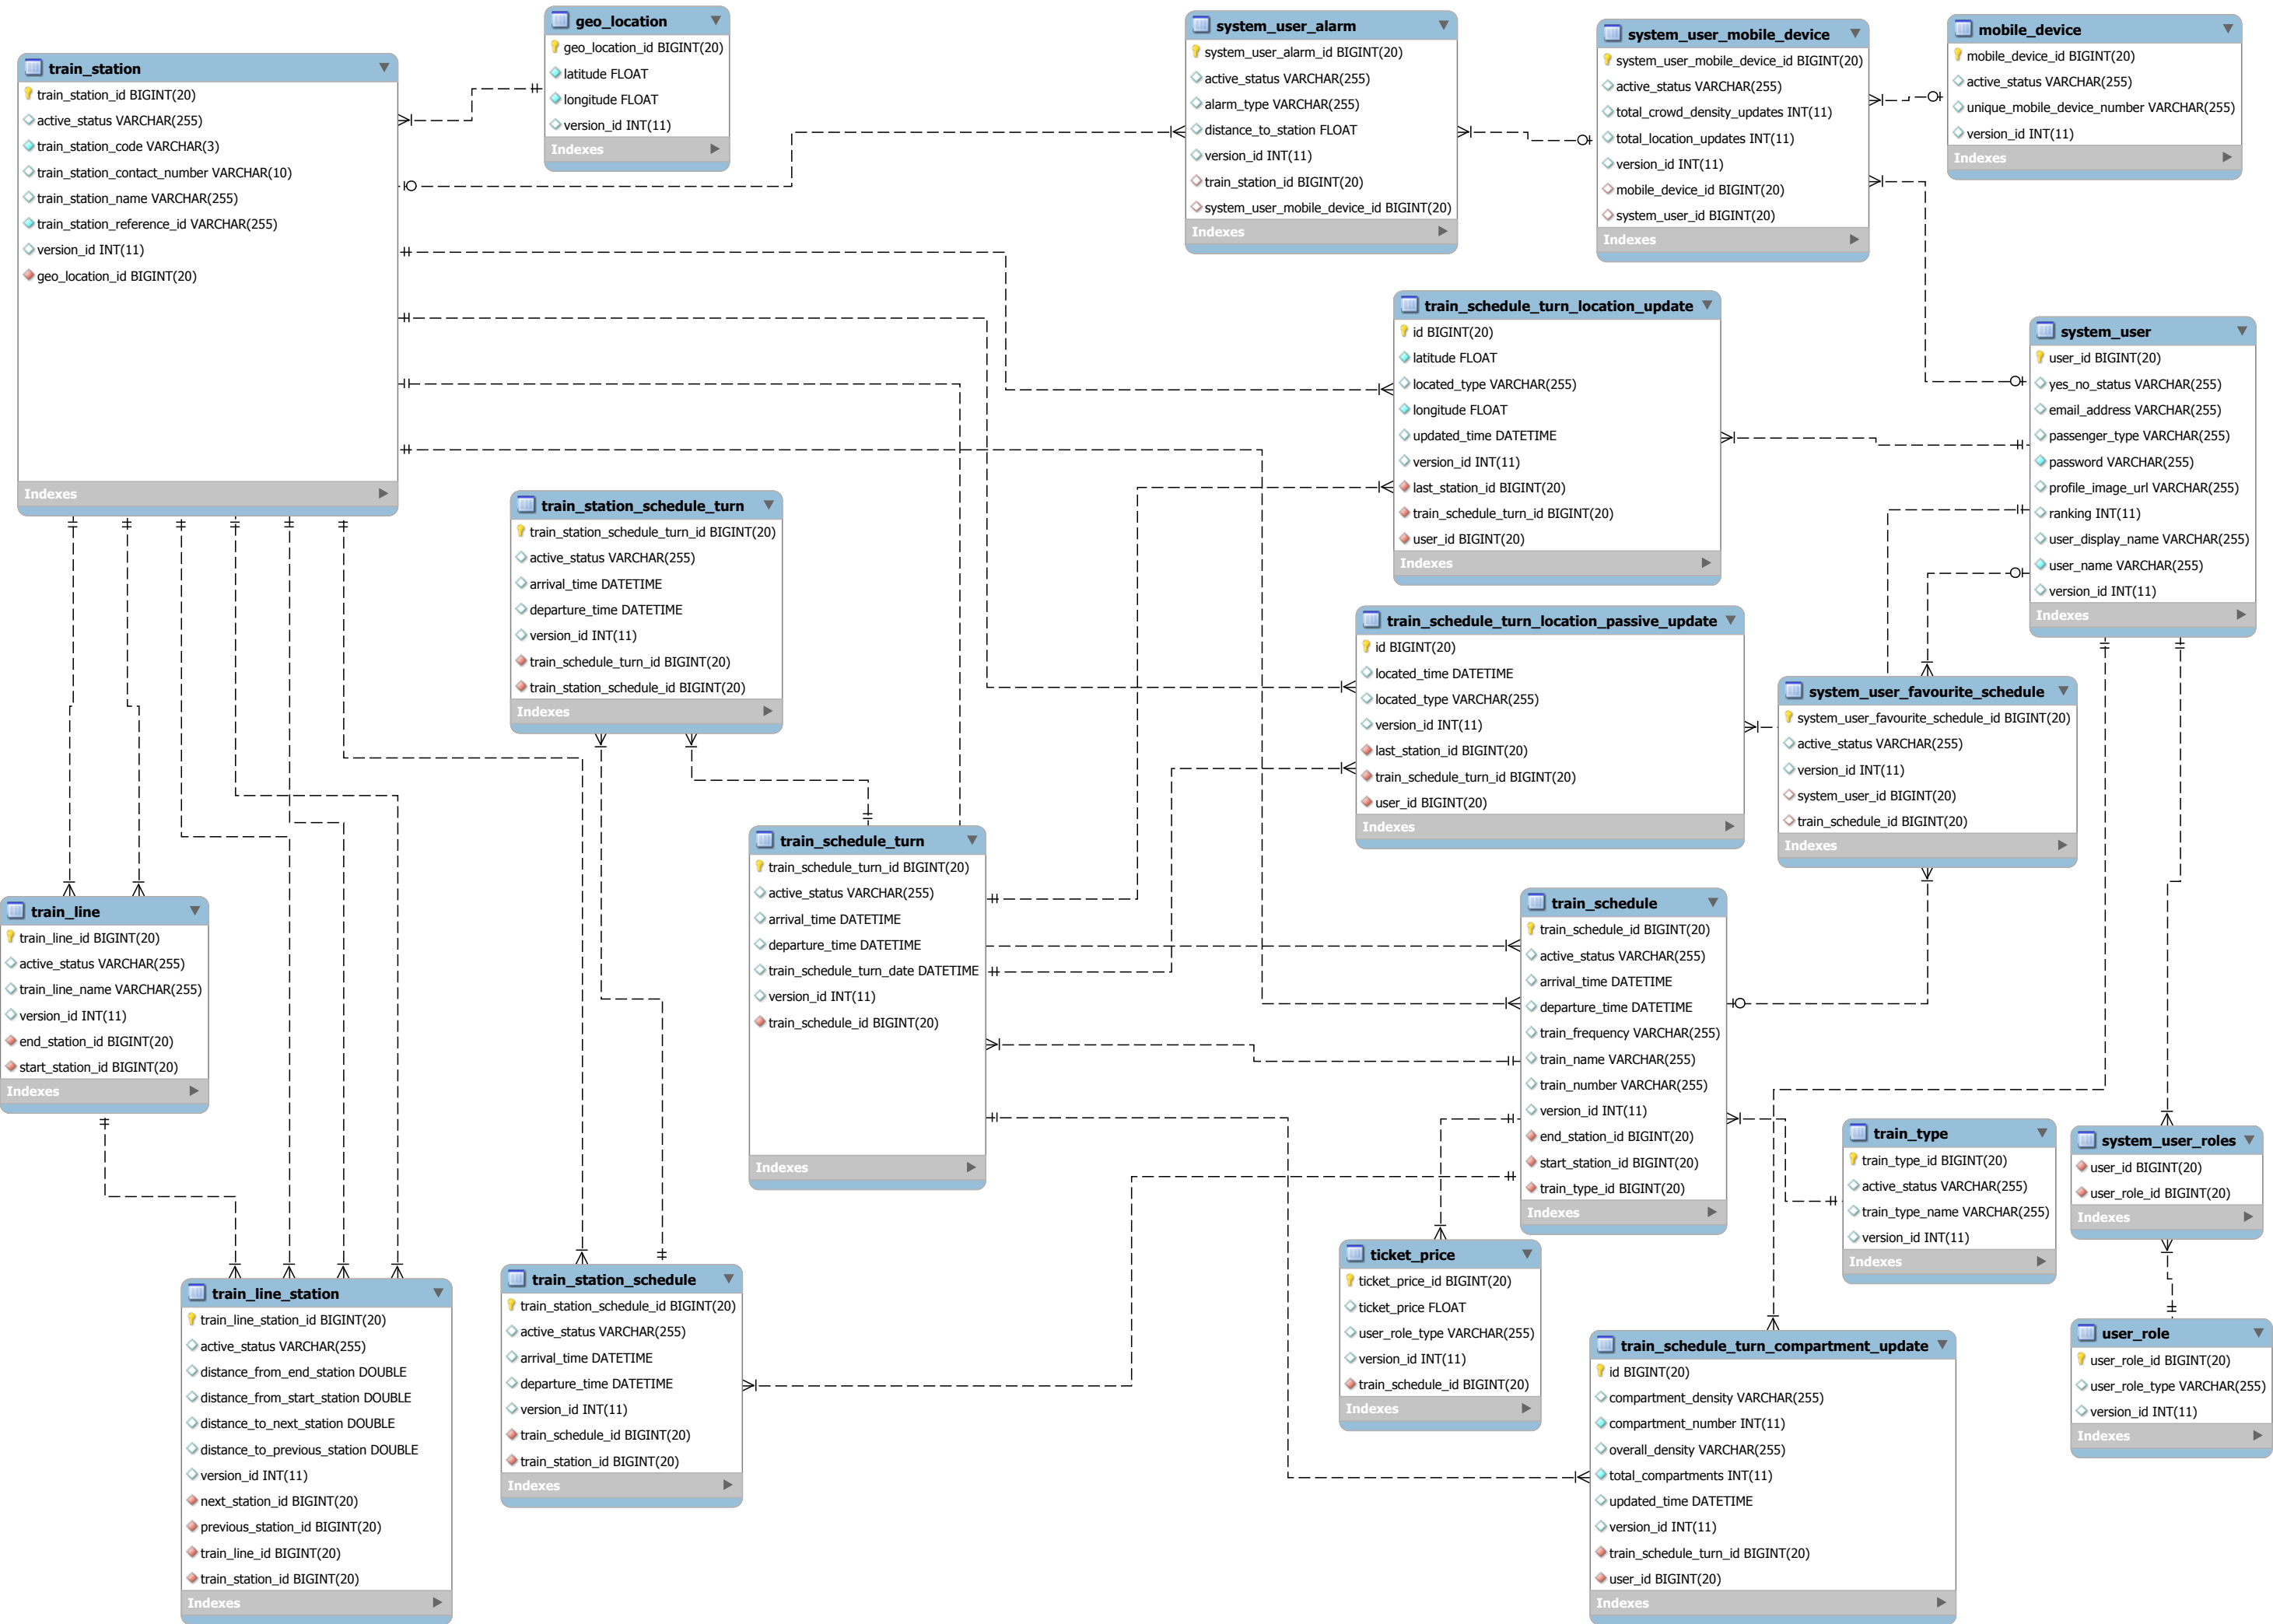 geo_location
geo_location_id BIGINT(20)
latitude FLOAT
longitude FLOAT
version_id INT(11)
Indexes
system_user_alarm
system_user_alarm_id BIGINT(20)
active_status VARCHAR(255)
alarm_type VARCHAR(255)
distance_to_station FLOAT
version_id INT(11)
train_station_id BIGINT(20)
system_user_mobile_device_id BIGINT(20)
Indexes
system_user_mobile_device
system_user_mobile_device_id BIGINT(20)
active_status VARCHAR(255)
total_crowd_density_updates INT(11)
total_location_updates INT(11)
version_id INT(11)
mobile_device_id BIGINT(20)
system_user_id BIGINT(20)
Indexes
mobile_device
mobile_device_id BIGINT(20)
active_status VARCHAR(255)
unique_mobile_device_number VARCHAR(255)
version_id INT(11)
Indexes
train_station
train_station_id BIGINT(20)
active_status VARCHAR(255)
train_station_code VARCHAR(3)
train_station_contact_number VARCHAR(10)
train_station_name VARCHAR(255)
train_station_reference_id VARCHAR(255)
version_id INT(11)
geo_location_id BIGINT(20)
Indexes
train_schedule_turn_location_update
id BIGINT(20)
latitude FLOAT
located_type VARCHAR(255)
longitude FLOAT
updated_time DATETIME
version_id INT(11)
last_station_id BIGINT(20)
train_schedule_turn_id BIGINT(20)
user_id BIGINT(20)
Indexes
system_user
user_id BIGINT(20)
yes_no_status VARCHAR(255)
email_address VARCHAR(255)
passenger_type VARCHAR(255)
password VARCHAR(255)
profile_image_url VARCHAR(255)
ranking INT(11)
user_display_name VARCHAR(255)
user_name VARCHAR(255)
version_id INT(11)
Indexes
train_station_schedule_turn
train_station_schedule_turn_id BIGINT(20)
active_status VARCHAR(255)
arrival_time DATETIME
departure_time DATETIME
version_id INT(11)
train_schedule_turn_id BIGINT(20)
train_station_schedule_id BIGINT(20)
Indexes
train_schedule_turn_location_passive_update
id BIGINT(20)
located_time DATETIME
located_type VARCHAR(255)
version_id INT(11)
last_station_id BIGINT(20)
train_schedule_turn_id BIGINT(20)
user_id BIGINT(20)
Indexes
system_user_favourite_schedule
system_user_favourite_schedule_id BIGINT(20)
active_status VARCHAR(255)
version_id INT(11)
system_user_id BIGINT(20)
train_schedule_id BIGINT(20)
Indexes
train_schedule_turn
train_schedule_turn_id BIGINT(20)
active_status VARCHAR(255)
arrival_time DATETIME
departure_time DATETIME
train_schedule_turn_date DATETIME
version_id INT(11)
train_schedule_id BIGINT(20)
Indexes
train_line
train_line_id BIGINT(20)
active_status VARCHAR(255)
train_line_name VARCHAR(255)
version_id INT(11)
end_station_id BIGINT(20)
start_station_id BIGINT(20)
Indexes
train_schedule
train_schedule_id BIGINT(20)
active_status VARCHAR(255)
arrival_time DATETIME
departure_time DATETIME
train_frequency VARCHAR(255)
train_name VARCHAR(255)
train_number VARCHAR(255)
version_id INT(11)
end_station_id BIGINT(20)
start_station_id BIGINT(20)
train_type_id BIGINT(20)
Indexes
train_type
train_type_id BIGINT(20)
active_status VARCHAR(255)
train_type_name VARCHAR(255)
version_id INT(11)
Indexes
system_user_roles
user_id BIGINT(20)
user_role_id BIGINT(20)
Indexes
train_line_station
train_line_station_id BIGINT(20)
active_status VARCHAR(255)
distance_from_end_station DOUBLE
distance_from_start_station DOUBLE
distance_to_next_station DOUBLE
distance_to_previous_station DOUBLE
version_id INT(11)
next_station_id BIGINT(20)
previous_station_id BIGINT(20)
train_line_id BIGINT(20)
train_station_id BIGINT(20)
Indexes
train_station_schedule
train_station_schedule_id BIGINT(20)
active_status VARCHAR(255)
arrival_time DATETIME
departure_time DATETIME
version_id INT(11)
train_schedule_id BIGINT(20)
train_station_id BIGINT(20)
Indexes
ticket_price
ticket_price_id BIGINT(20)
ticket_price FLOAT
user_role_type VARCHAR(255)
version_id INT(11)
train_schedule_id BIGINT(20)
Indexes
train_schedule_turn_compartment_update
id BIGINT(20)
compartment_density VARCHAR(255)
compartment_number INT(11)
overall_density VARCHAR(255)
total_compartments INT(11)
updated_time DATETIME
version_id INT(11)
train_schedule_turn_id BIGINT(20)
user_id BIGINT(20)
Indexes
user_role
user_role_id BIGINT(20)
user_role_type VARCHAR(255)
version_id INT(11)
Indexes